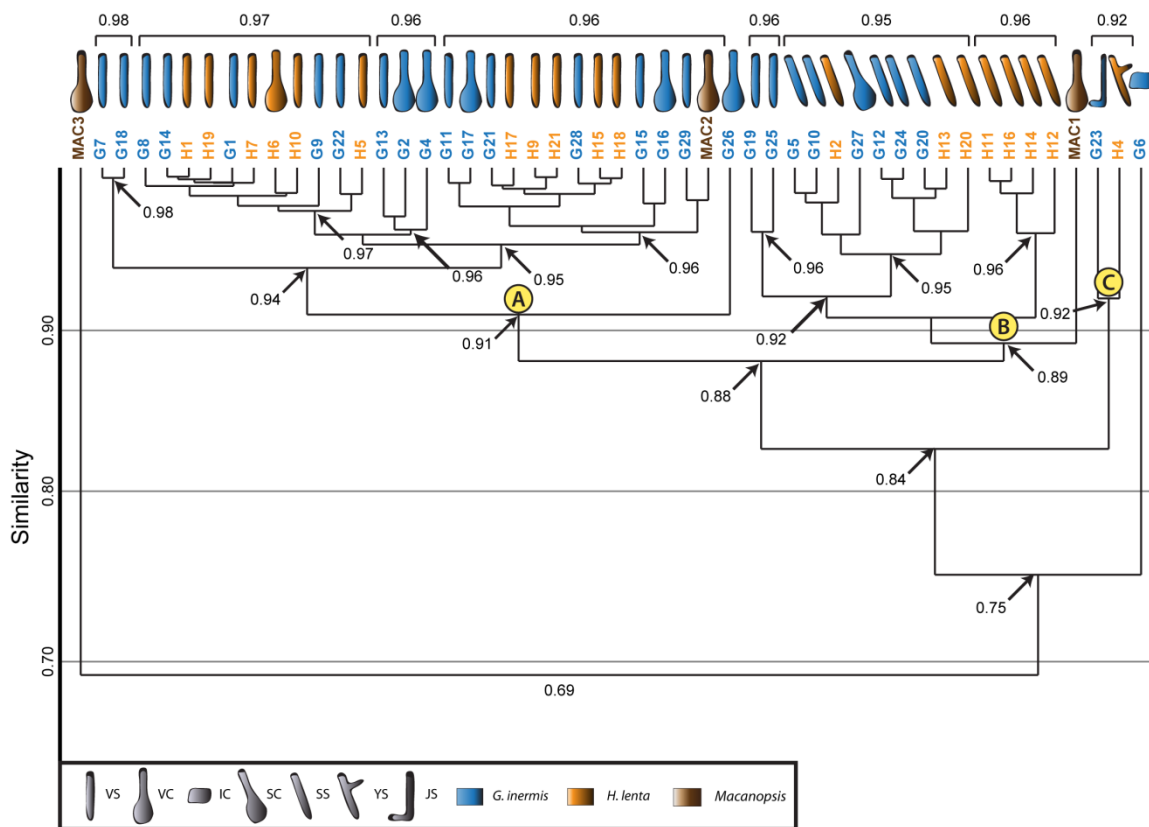 0.98 0.97 0.96 0.96 0.96 0.95 0.96 0.92
MAC3 G7 G18 G8 G14 H1 H19 G1 H7 H6 H10 G9 G22 H5 G13 G2 G4 G11 G17 G21 H17 H9 H21 G28 H15 H18 G15 G16 G29 MAC2 G26 G19 G25 G5 G10 H2 G27 G12 G24 G20 H13 H20 H11 H16 H14 H12 MAC1 G23 H4 G6
0.98
0.97
0.96
0.95
0.96
0.96
0.95
0.96
0.94
A
C
0.92
B
0.91
0.92
0.89
0.88
0.84
0.75
0.69
Similarity
0.90
0.80
0.70
VS VC IC SC SS YS JS G. inermis H. lenta Macanopsis